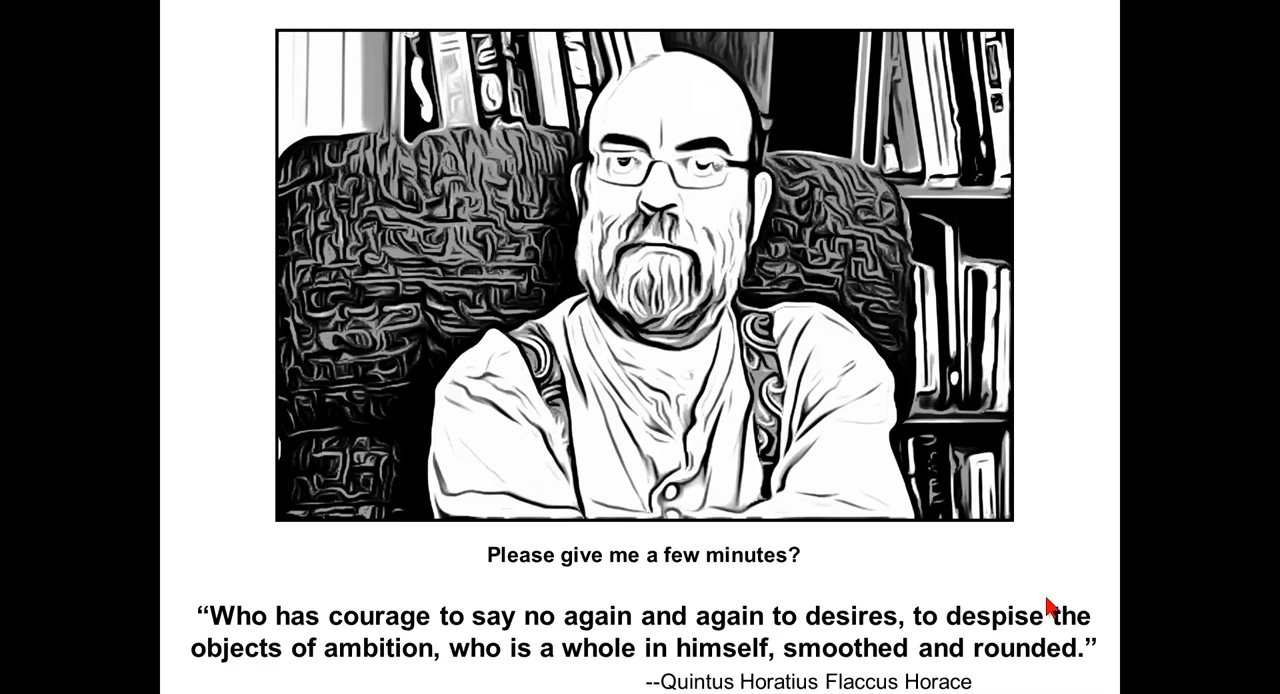 Please give me a few minutes?
“Who has courage to say no again and again to desires, to despise the
objects of ambition, who is a whole in himself, smoothed and rounded.”
--Quintus Horatius Flaccus Horace